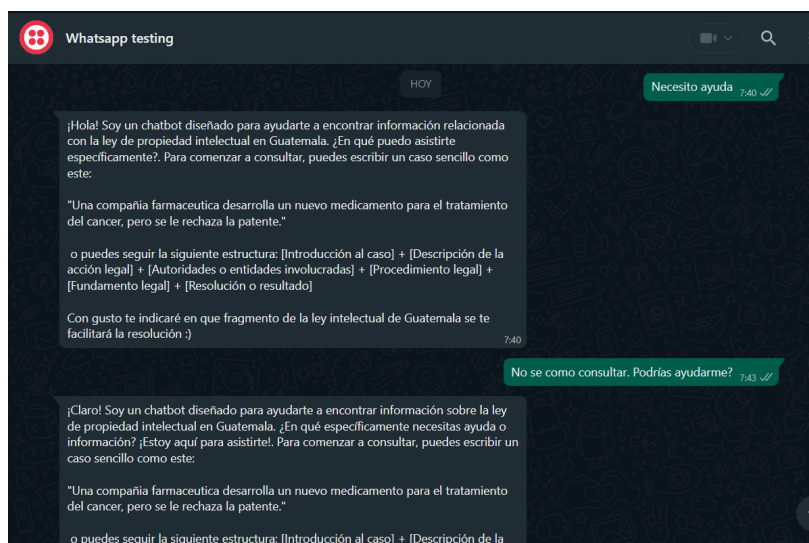 Whatsapp testing
HOY
Necesito ayuda 7:40
¡Hola! Soy un chatbot diseñado para ayudarte a encontrar información relacionada
con la ley de propiedad intelectual en Guatemala. ¿En qué puedo asistirte
específicamente?. Para comenzar a consultar, puedes escribir un caso sencillo como
este:
"Una compañia farmaceutica desarrolla un nuevo medicamento para el tratamiento
del cancer, pero se le rechaza la patente."
o puedes seguir la siguiente estructura: [Introducción al caso] + [Descripción de la
acción legal] + [Autoridades o entidades involucradas] + [Procedimiento legal] +
[Fundamento legal] + [Resolución o resultado]
Con gusto te indicaré en que fragmento de la ley intelectual de Guatemala se te
facilitará la resolución :)
7:40
No se como consultar. Podrías ayudarme? 7:43
¡Claro! Soy un chatbot diseñado para ayudarte a encontrar información sobre la ley
de propiedad intelectual en Guatemala. ¿En qué específicamente necesitas ayuda o
información? ¡Estoy aquí para asistirte!. Para comenzar a consultar, puedes escribir un
caso sencillo como este:
"Una compañia farmaceutica desarrolla un nuevo medicamento para el tratamiento
del cancer, pero se le rechaza la patente."
o puedes seguir la siguiente estructura: [Introducción al caso] + [Descripción de la